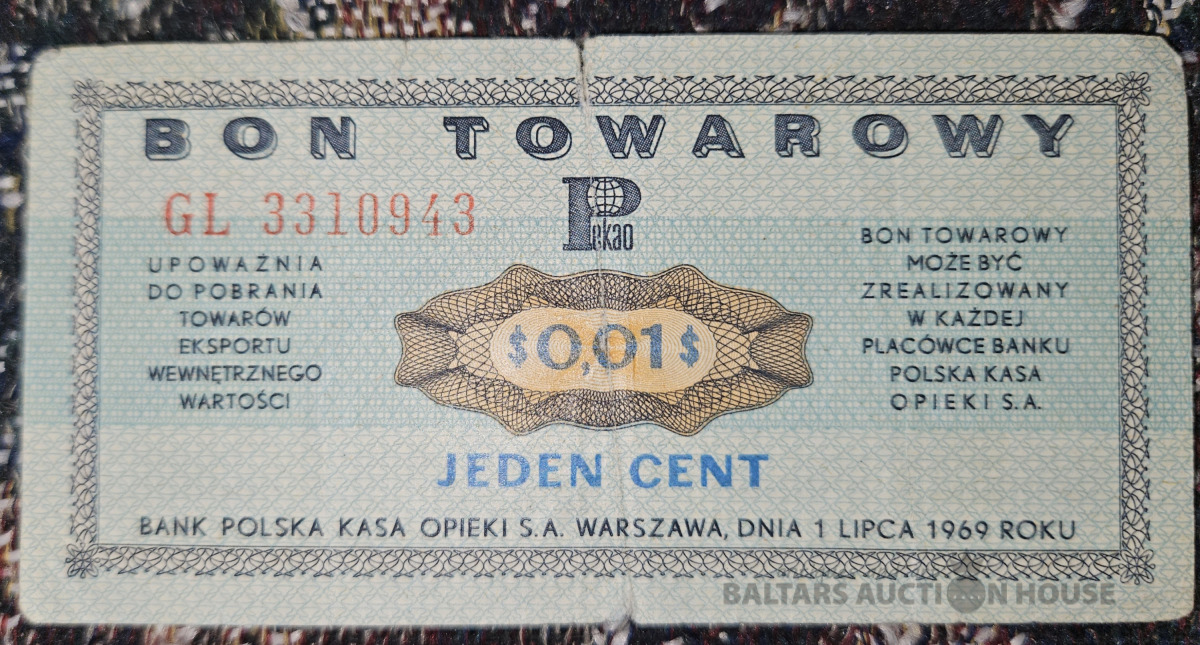 BON TOWAROWY
GL 3310943
Pekao
UPOWAŻNIA
DO POBRANIA
TOWARÓW
EKSPORTU
WEWNĘTRZNEGO
WARTOŚCI
$0,01$
BON TOWAROWY
MOŻE BYĆ
ZREALIZOWANY
W KAŻDEJ
PLACÓWCE BANKU
POLSKA KASA
OPIEKI S.A.
JEDEN CENT
BANK POLSKA KASA OPIEKI S.A. WARSZAWA, DNIA 1 LIPCA 1969 ROKU
BALTARS AUCTION HOUSE